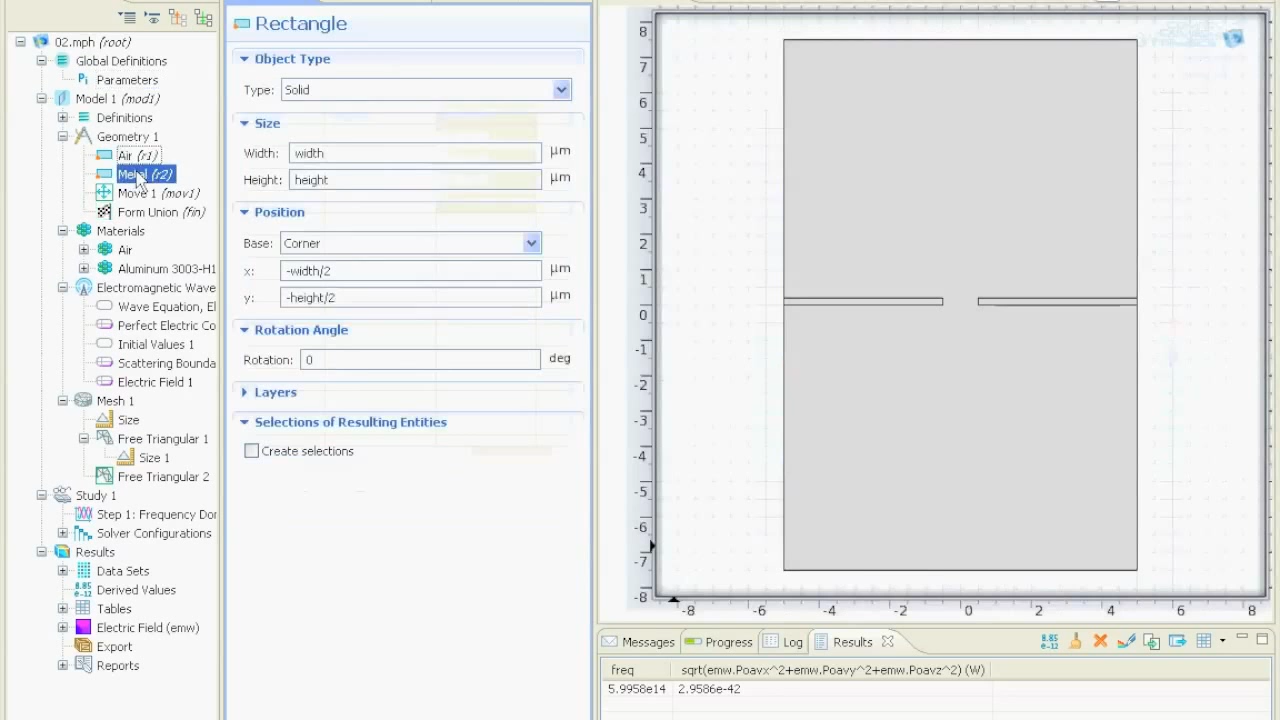 02.mph (root)
Global Definitions
Parameters
Model 1 (mod1)
Definitions
Geometry 1
Air (r1)
Metal (r2)
Move 1 (mov1)
Form Union (fin)
Materials
Air
Aluminum 3003-H1
Electromagnetic Wave
Wave Equation, El
Perfect Electric Co
Initial Values 1
Scattering Bounda
Electric Field 1
Mesh 1
Size
Free Triangular 1
Size 1
Free Triangular 2
Study 1
Step 1: Frequency Dor
Solver Configurations
Results
Data Sets
8.85
e-12
Derived Values
Tables
Electric Field (emw)
Export
Reports
Rectangle
Object Type
Type: Solid
Size
Width: width µm
Height: height µm
Position
Base: Corner
x: -width/2 µm
y: -height/2 µm
Rotation Angle
Rotation: 0 deg
Layers
Selections of Resulting Entities
Create selections
8
7
6
5
4
3
2
1
0
-1
-2
-3
-4
-5
-6
-7
-8
-8 -6 -4 -2 0 2 4 6 8
Messages Progress Log Results
8.85
e-12
freq sqrt(emw.Poavx^2+emw.Poavy^2+emw.Poavz^2) (W)
5.9958e14 2.9586e-42